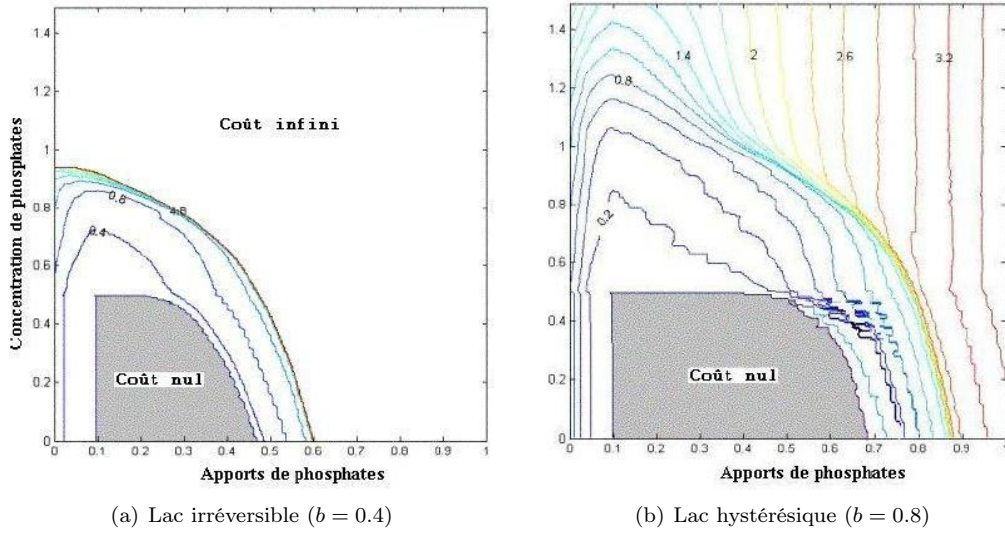 1.4
1.2
1
0.8
0.6
0.4
0.2
0
Concentration de phosphates
Coût infini
0.8
4.8
0.4
Coût nul
0 0.1 0.2 0.3 0.4 0.5 0.6 0.7 0.8 0.9 1
Apports de phosphates
(a) Lac irréversible (b = 0.4)
1.4
1.2
1
0.8
0.6
0.4
0.2
0
1.4
2
2.6
3.2
0.8
0.2
Coût nul
0 0.1 0.2 0.3 0.4 0.5 0.6 0.7 0.8 0.9 1
Apports de phosphates
(b) Lac hystérésique (b = 0.8)